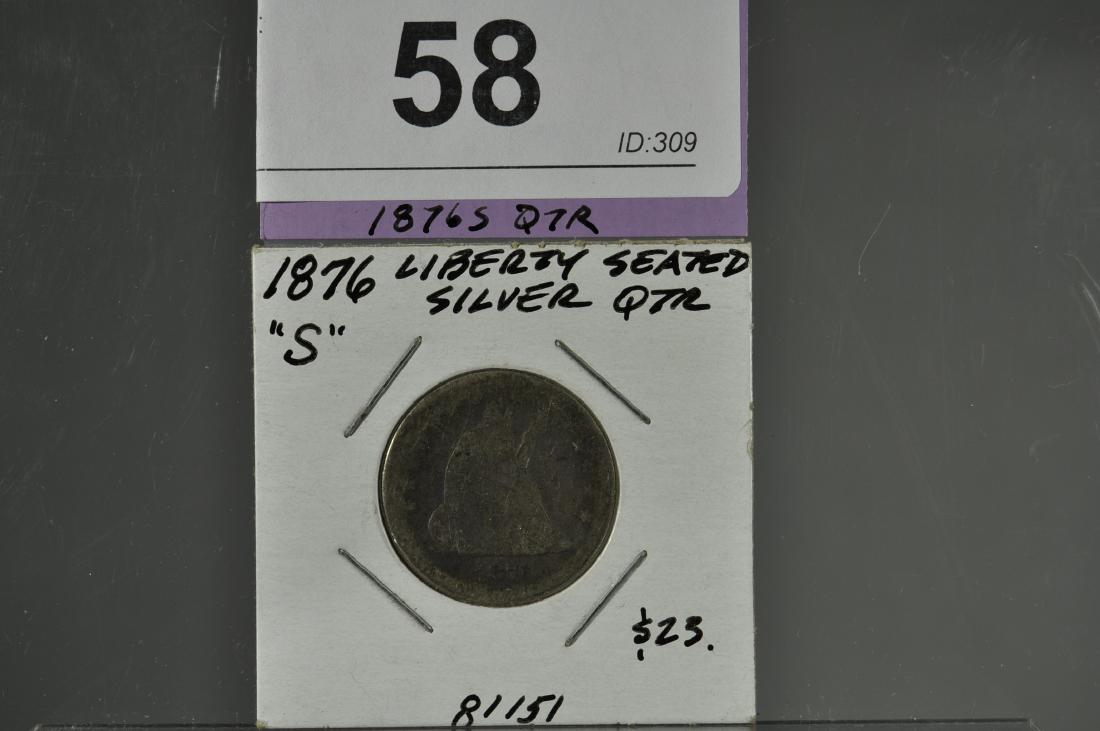 58
ID:309
1876S QTR
1876 LIBERTY SEATED
SILVER QTR
"S"
$23.
81151